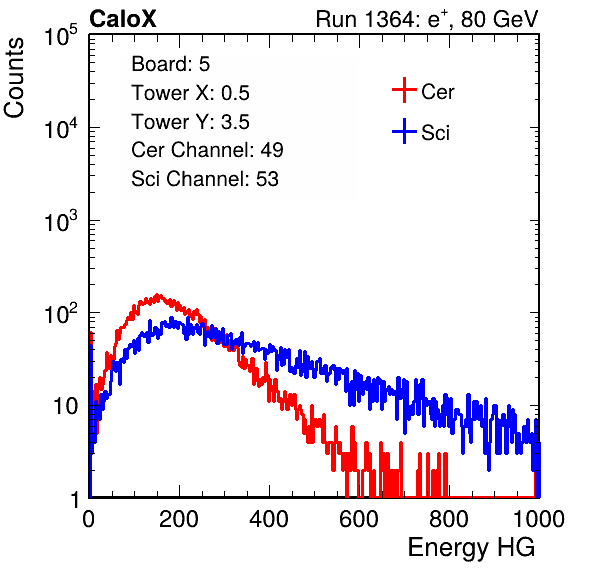 CaloX Run 1364: e⁺, 80 GeV
Counts
10⁵
10⁴
10³
10²
10
1
Board: 5
Tower X: 0.5
Tower Y: 3.5
Cer Channel: 49
Sci Channel: 53
Cer
Sci
0 200 400 600 800 1000
Energy HG